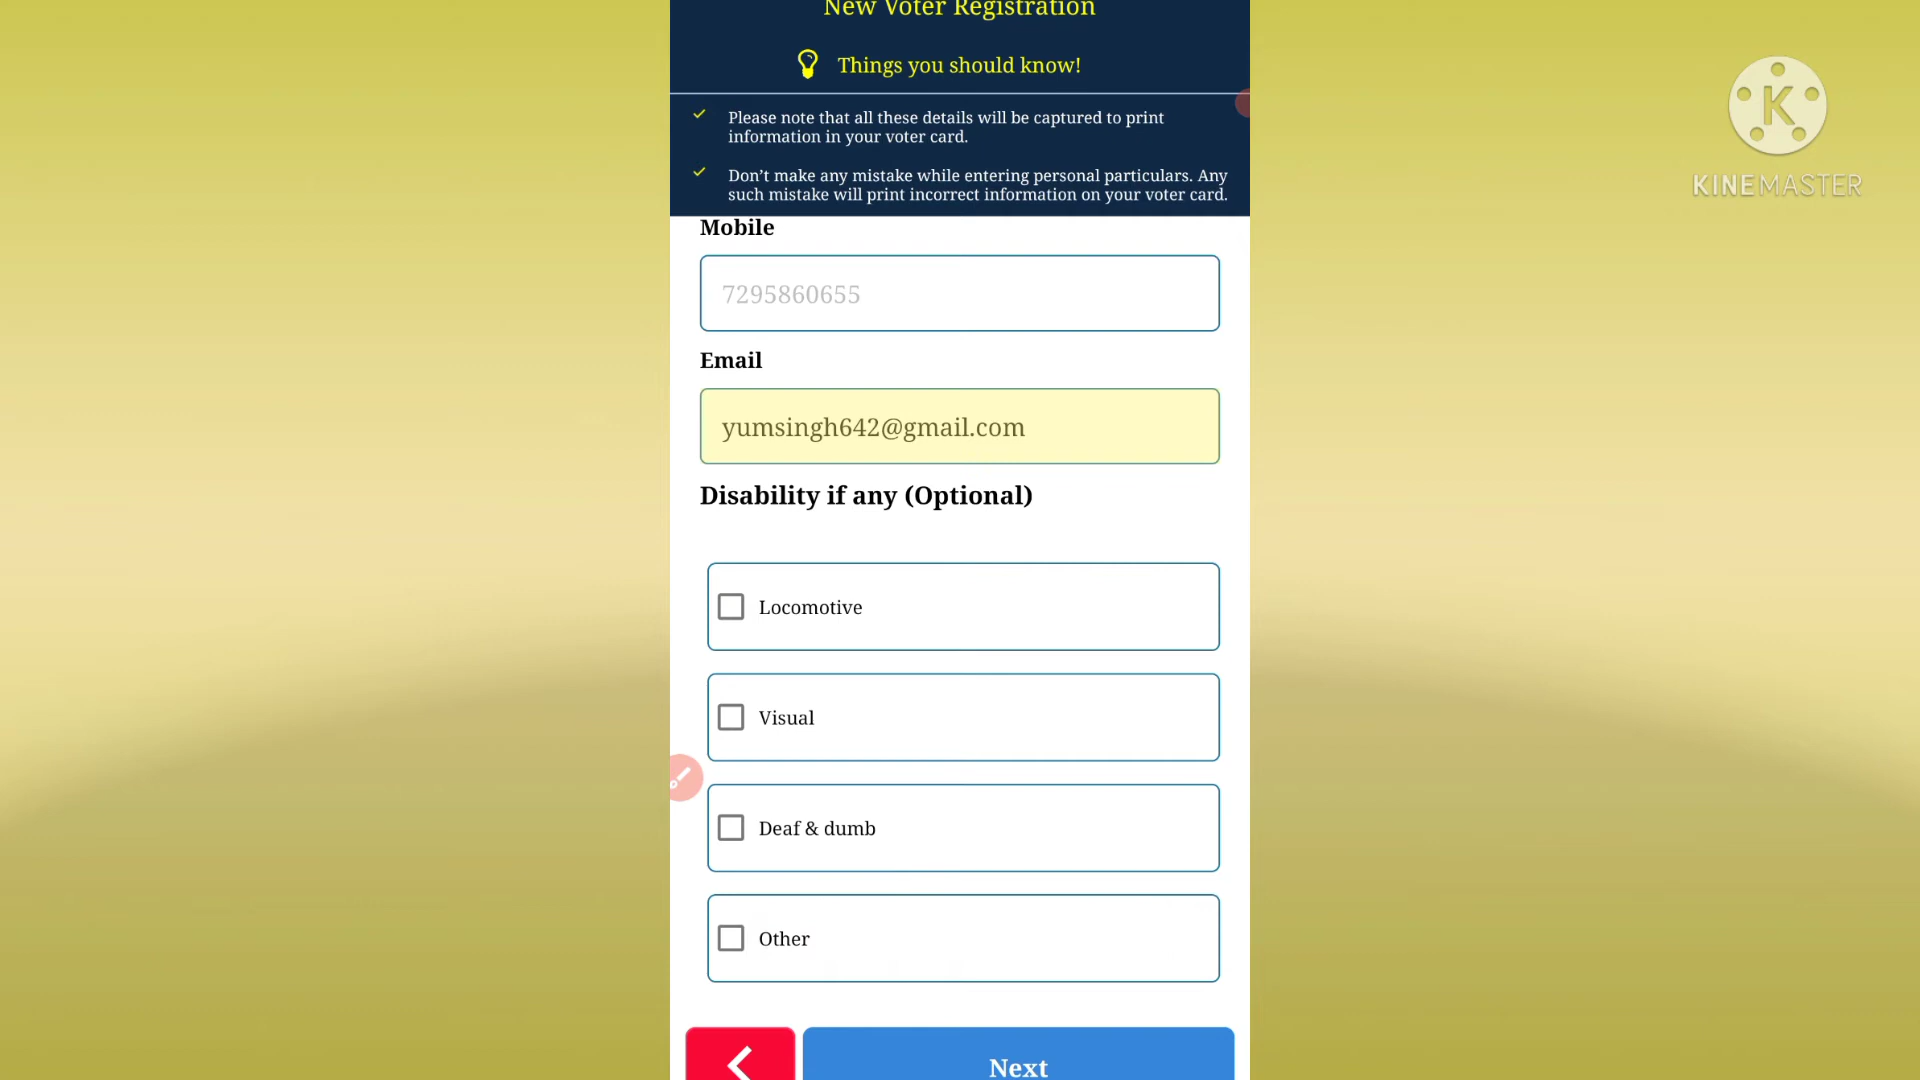 New Voter Registration
Things you should know!
Please note that all these details will be captured to print
information in your voter card.
Don’t make any mistake while entering personal particulars. Any
such mistake will print incorrect information on your voter card.
Mobile
7295860655
Email
yumsingh642@gmail.com
Disability if any (Optional)
Locomotive
Visual
Deaf & dumb
Other
Next
K
KINEMASTER